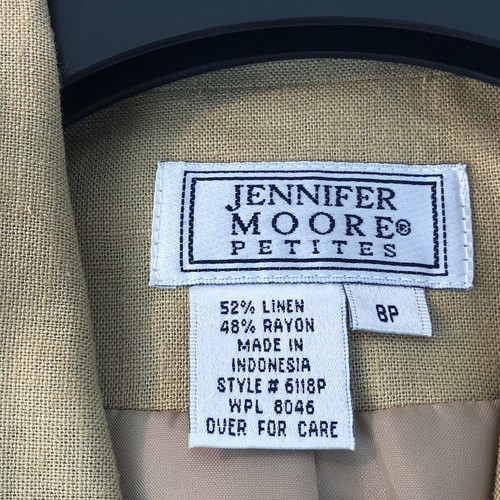 JENNIFER
MOORE®
PETITES
8P
52% LINEN
48% RAYON
MADE IN
INDONESIA
STYLE # 6118P
WPL 8046
OVER FOR CARE